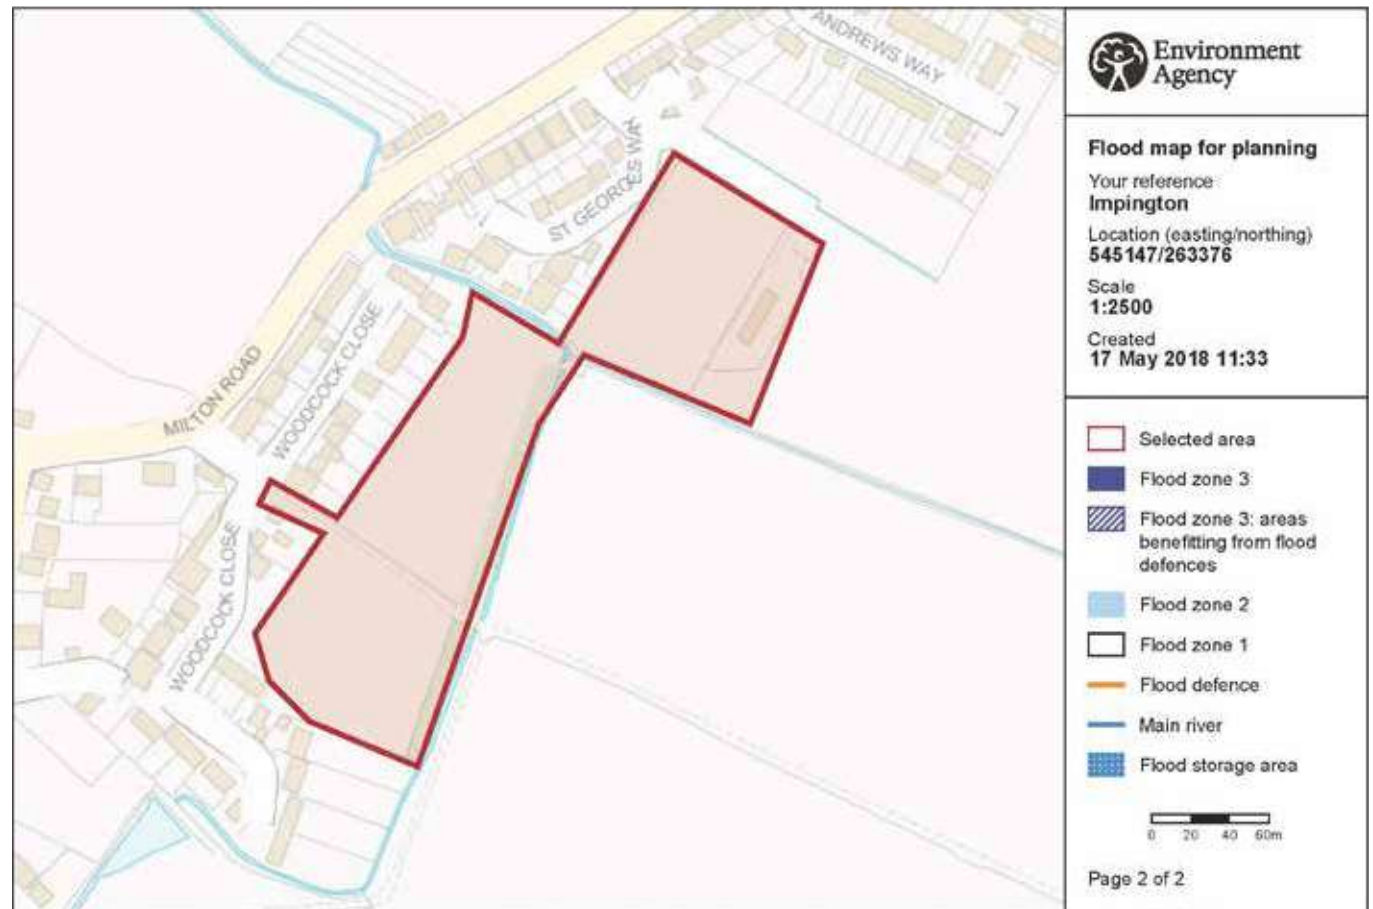 ANDREWS WAY
ST GEORGES WAY
MILTON ROAD
WOODCOCK CLOSE
WOODCOCK CLOSE
Environment
Agency
Flood map for planning
Your reference
Impington
Location (easting/northing)
545147/263376
Scale
1:2500
Created
17 May 2018 11:33
Selected area
Flood zone 3
Flood zone 3: areas
benefitting from flood
defences
Flood zone 2
Flood zone 1
Flood defence
Main river
Flood storage area
0 20 40 60m
Page 2 of 2